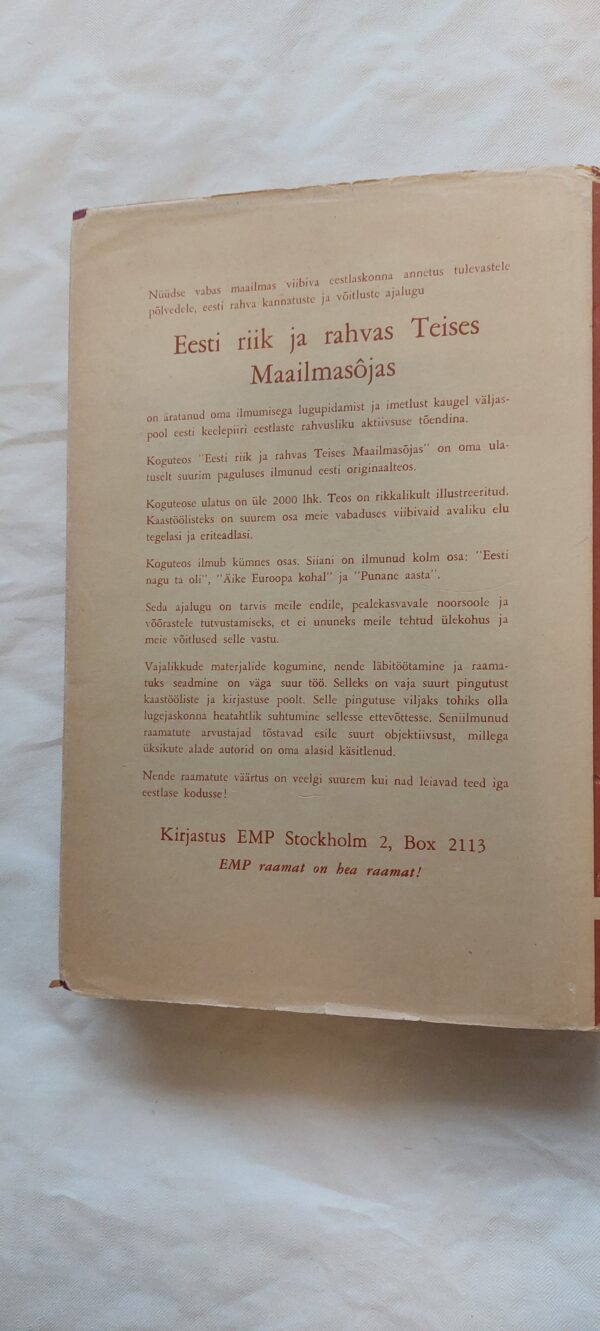 Nüüdse vabas maailmas viibiva eestlaskonna annetus tulevastele
põlvedele, eesti rahva kannatuste ja võitluste ajalugu
Eesti riik ja rahvas Teises
Maailmasôjas
on äratanud oma ilmumisega lugupidamist ja imetlust kaugel väljas-
pool eesti keelepiiri eestlaste rahvusliku aktiivsuse tõendina.
Koguteos "Eesti riik ja rahvas Teises Maailmasõjas" on oma ula-
tuselt suurim paguluses ilmunud eesti originaalteos.
Koguteose ulatus on üle 2000 lhk. Teos on rikkalikult illustreeritud.
Kaastöölisteks on suurem osa meie vabaduses viibivaid avaliku elu
tegelasi ja eriteadlasi.
Koguteos ilmub kümnes osas. Siiani on ilmunud kolm osa: "Eesti
nagu ta oli", "Äike Euroopa kohal" ja "Punane aasta".
Seda ajalugu on tarvis meile endile, pealekasvavale noorsoole ja
võõrastele tutvustamiseks, et ei ununeks meile tehtud ülekohus ja
meie võitlused selle vastu.
Vajalikkude materjalide kogumine, nende läbitöötamine ja raama-
tuks seadmine on väga suur töö. Selleks on vaja suurt pingutust
kaastööliste ja kirjastuse poolt. Selle pingutuse viljaks tohiks olla
lugejaskonna heatahtlik suhtumine sellesse ettevõttesse. Seniilmunud
raamatute arvustajad tõstavad esile suurt objektiivsust, millega
üksikute alade autorid on oma alasid käsitlenud.
Nende raamatute väärtus on veelgi suurem kui nad leiavad teed iga
eestlase kodusse!
Kirjastus EMP Stockholm 2, Box 2113
EMP raamat on hea raamat!